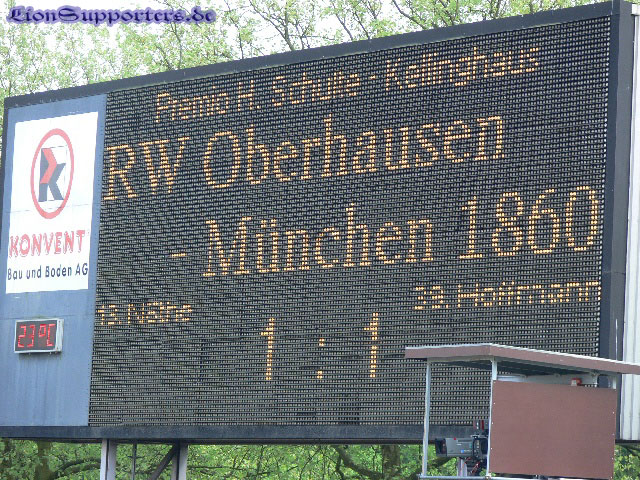 LionSupporters.de
Premio H. Schulte - Kellinghaus
RW Oberhausen
- München 1860
15. Nöthe
38. Hoffmann
1 : 1
K
KONVENT
Bau und Boden AG
23°C